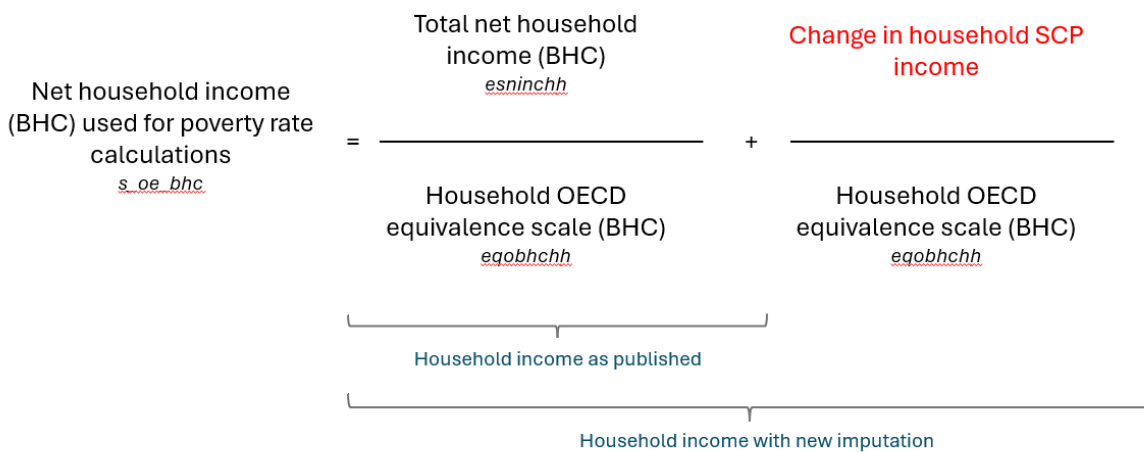 Net household income
(BHC) used for poverty rate
calculations
s_oe_bhc
=
Total net household
income (BHC)
esninchh
Household OECD
equivalence scale (BHC)
eqobhchh
+
Change in household SCP
income
Household OECD
equivalence scale (BHC)
eqobhchh
Household income as published
Household income with new imputation